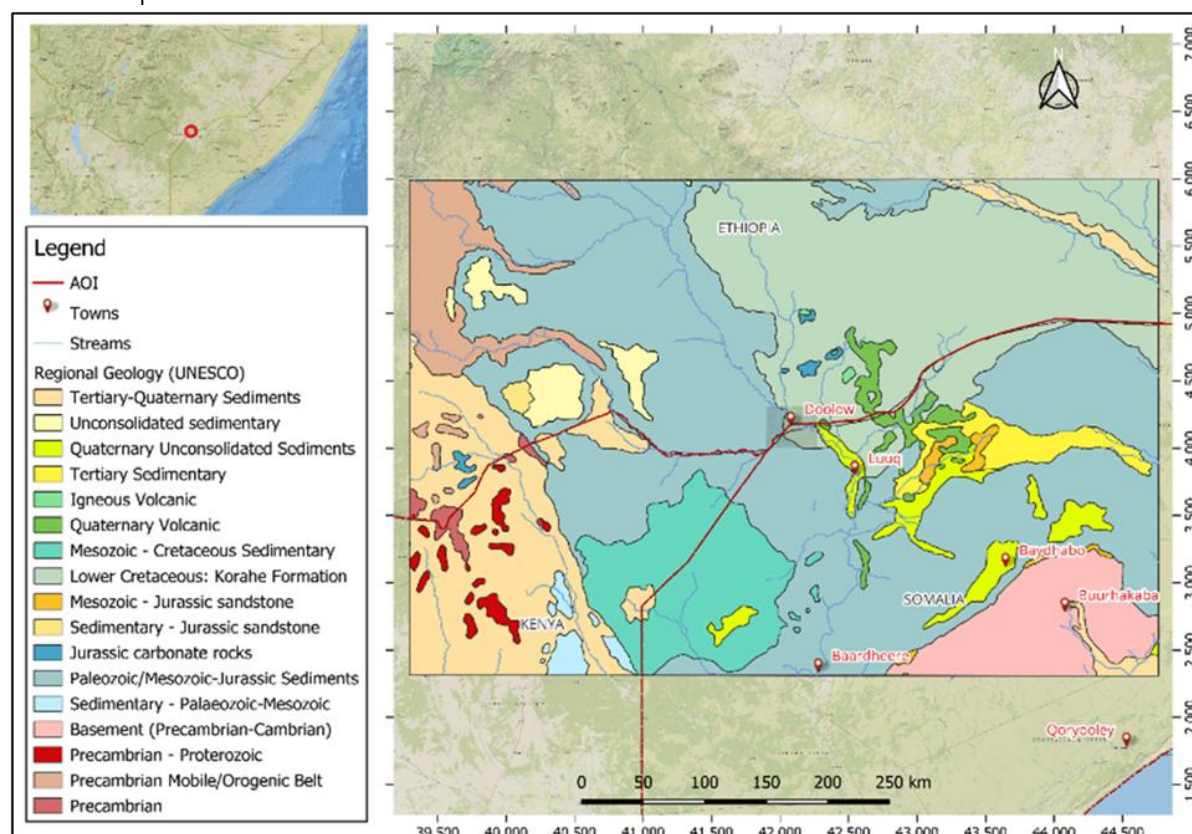 Legend
AOI
Towns
Streams
Regional Geology (UNESCO)
Tertiary-Quaternary Sediments
Unconsolidated sedimentary
Quaternary Unconsolidated Sediments
Tertiary Sedimentary
Igneous Volcanic
Quaternary Volcanic
Mesozoic - Cretaceous Sedimentary
Lower Cretaceous: Korahe Formation
Mesozoic - Jurassic sandstone
Sedimentary - Jurassic sandstone
Jurassic carbonate rocks
Paleozoic/Mesozoic-Jurassic Sediments
Sedimentary - Palaeozoic-Mesozoic
Basement (Precambrian-Cambrian)
Precambrian - Proterozoic
Precambrian Mobile/Orogenic Belt
Precambrian
N
ETHIOPIA
Doolow
Luuq
Baydhabo
SOMALIA
Buurhakaba
KENYA
Baardheere
Qoryooley
0 50 100 150 200 250 km
7.000
6.500
6.000
5.500
5.000
4.500
4.000
3.500
3.000
2.500
2.000
1.500
39.500 40.000 40.500 41.000 41.500 42.000 42.500 43.000 43.500 44.000 44.500